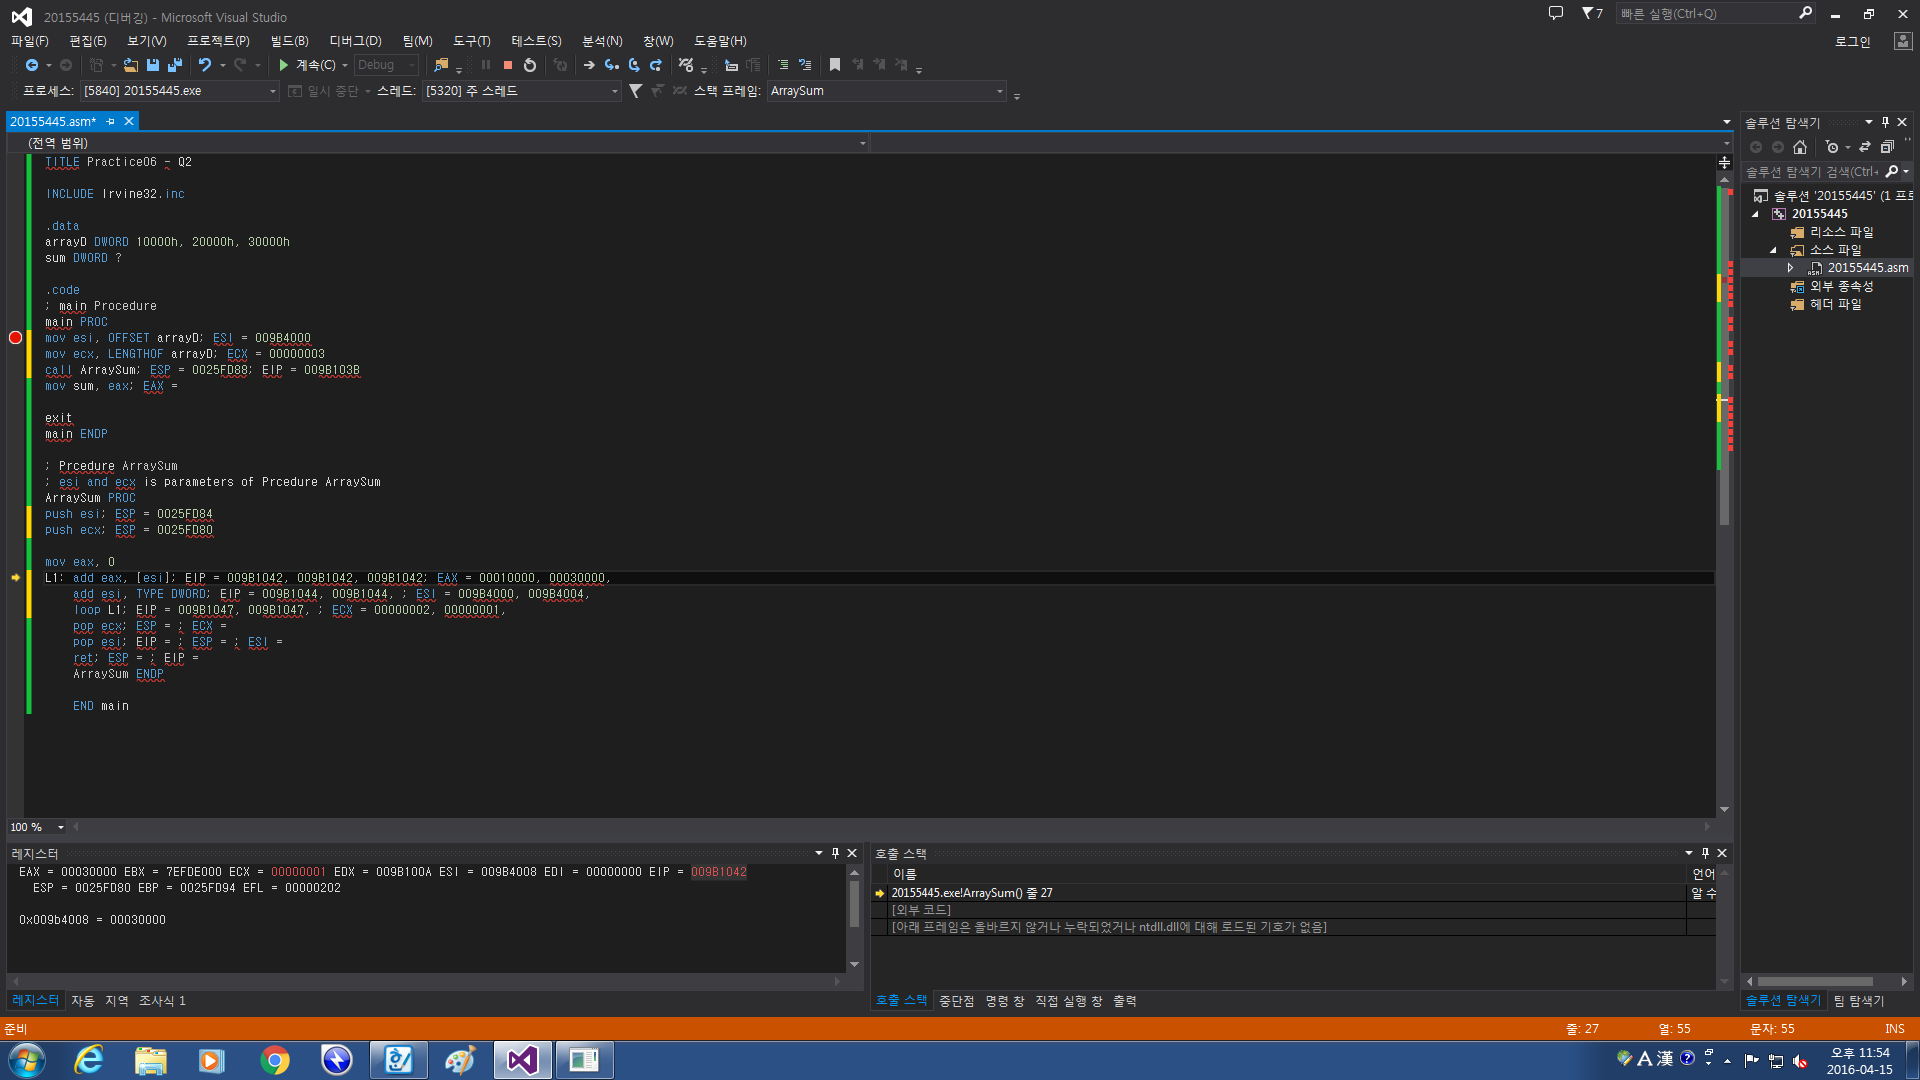 20155445 (디버깅) - Microsoft Visual Studio
7
빠른 실행(Ctrl+Q)
파일(F) 편집(E) 보기(V) 프로젝트(P) 빌드(B) 디버그(D) 팀(M) 도구(T) 테스트(S) 분석(N) 창(W) 도움말(H)
로그인
계속(C) Debug
프로세스: [5840] 20155445.exe 일시 중단 스레드: [5320] 주 스레드 스택 프레임: ArraySum
20155445.asm*
(전역 범위)
TITLE Practice06 - Q2
INCLUDE Irvine32.inc
.data
arrayD DWORD 10000h, 20000h, 30000h
sum DWORD ?
.code
; main Procedure
main PROC
mov esi, OFFSET arrayD; ESI = 009B4000
mov ecx, LENGTHOF arrayD; ECX = 00000003
call ArraySum; ESP = 0025FD88; EIP = 009B103B
mov sum, eax; EAX =
exit
main ENDP
; Prcedure ArraySum
; esi and ecx is parameters of Prcedure ArraySum
ArraySum PROC
push esi; ESP = 0025FD84
push ecx; ESP = 0025FD80
mov eax, 0
L1: add eax, [esi]; EIP = 009B1042, 009B1042, 009B1042; EAX = 00010000, 00030000,
add esi, TYPE DWORD; EIP = 009B1044, 009B1044, ; ESI = 009B4000, 009B4004,
loop L1; EIP = 009B1047, 009B1047, ; ECX = 00000002, 00000001,
pop ecx; ESP = ; ECX =
pop esi; EIP = ; ESP = ; ESI =
ret; ESP = ; EIP =
ArraySum ENDP
END main
100 %
솔루션 탐색기
솔루션 탐색기 검색(Ctrl+
솔루션 '20155445' (1 프로
20155445
리소스 파일
소스 파일
20155445.asm
외부 종속성
헤더 파일
레지스터
EAX = 00030000 EBX = 7EFDE000 ECX = 00000001 EDX = 009B100A ESI = 009B4008 EDI = 00000000 EIP = 009B1042
ESP = 0025FD80 EBP = 0025FD94 EFL = 00000202
0x009b4008 = 00030000
레지스터 자동 지역 조사식 1
호출 스택
이름 언어
20155445.exe!ArraySum() 줄 27 알 수
[외부 코드]
[아래 프레임은 올바르지 않거나 누락되었거나 ntdll.dll에 대해 로드된 기호가 없음]
호출 스택 중단점 명령 창 직접 실행 창 출력
솔루션 탐색기 팀 탐색기
준비 줄: 27 열: 55 문자: 55 INS
A 漢
오후 11:54
2016-04-15